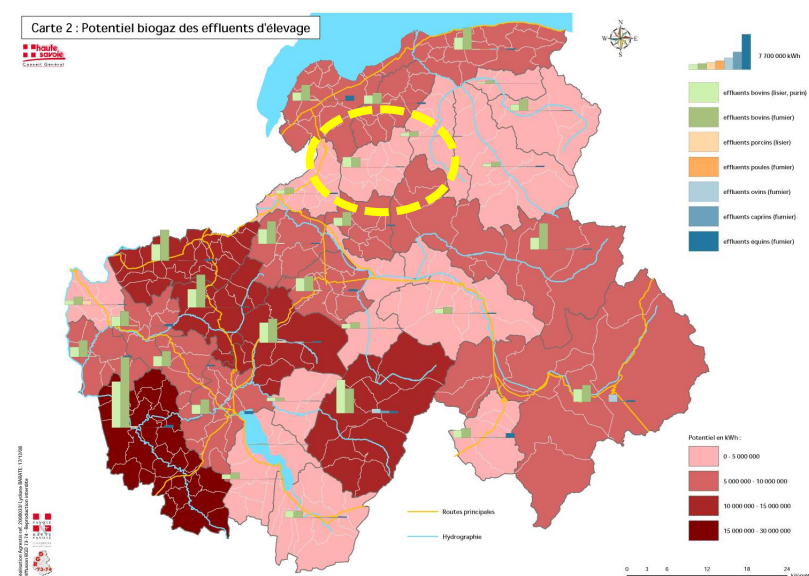 Carte 2 : Potentiel biogaz des effluents d'élevage
haute
savoie
Conseil Général
N
W
E
S
7 700 000 kWh
effluents bovins (lisier, purin)
effluents bovins (fumier)
effluents porcins (lisier)
effluents poules (fumier)
effluents ovins (fumier)
effluents caprins (fumier)
effluents équins (fumier)
Potentiel en kWh :
0 - 5 000 000
5 000 000 - 10 000 000
10 000 000 - 15 000 000
15 000 000 - 30 000 000
Routes principales
Hydrographie
0 3 6 12 18 24
73-74